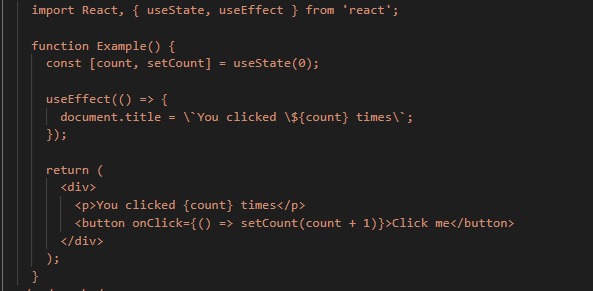 import React, { useState, useEffect } from 'react';
function Example() {
const [count, setCount] = useState(0);
useEffect(() => {
document.title = \`You clicked \${count} times\`;
});
return (
<div>
<p>You clicked {count} times</p>
<button onClick={() => setCount(count + 1)}>Click me</button>
</div>
);
}